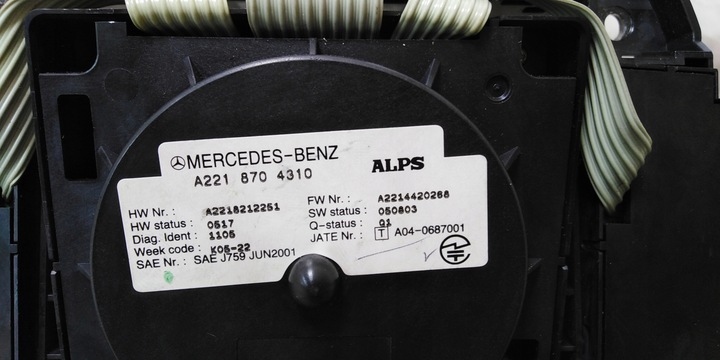 MERCEDES-BENZ ALPS
A221 870 4310
HW Nr. : A2218212251 FW Nr. : A2214420268
HW status : 0517 SW status : 050803
Diag. Ident : 1105 Q-status : Q1
Week code : K05-22 JATE Nr. : T A04-0687001
SAE Nr. : SAE J759 JUN2001